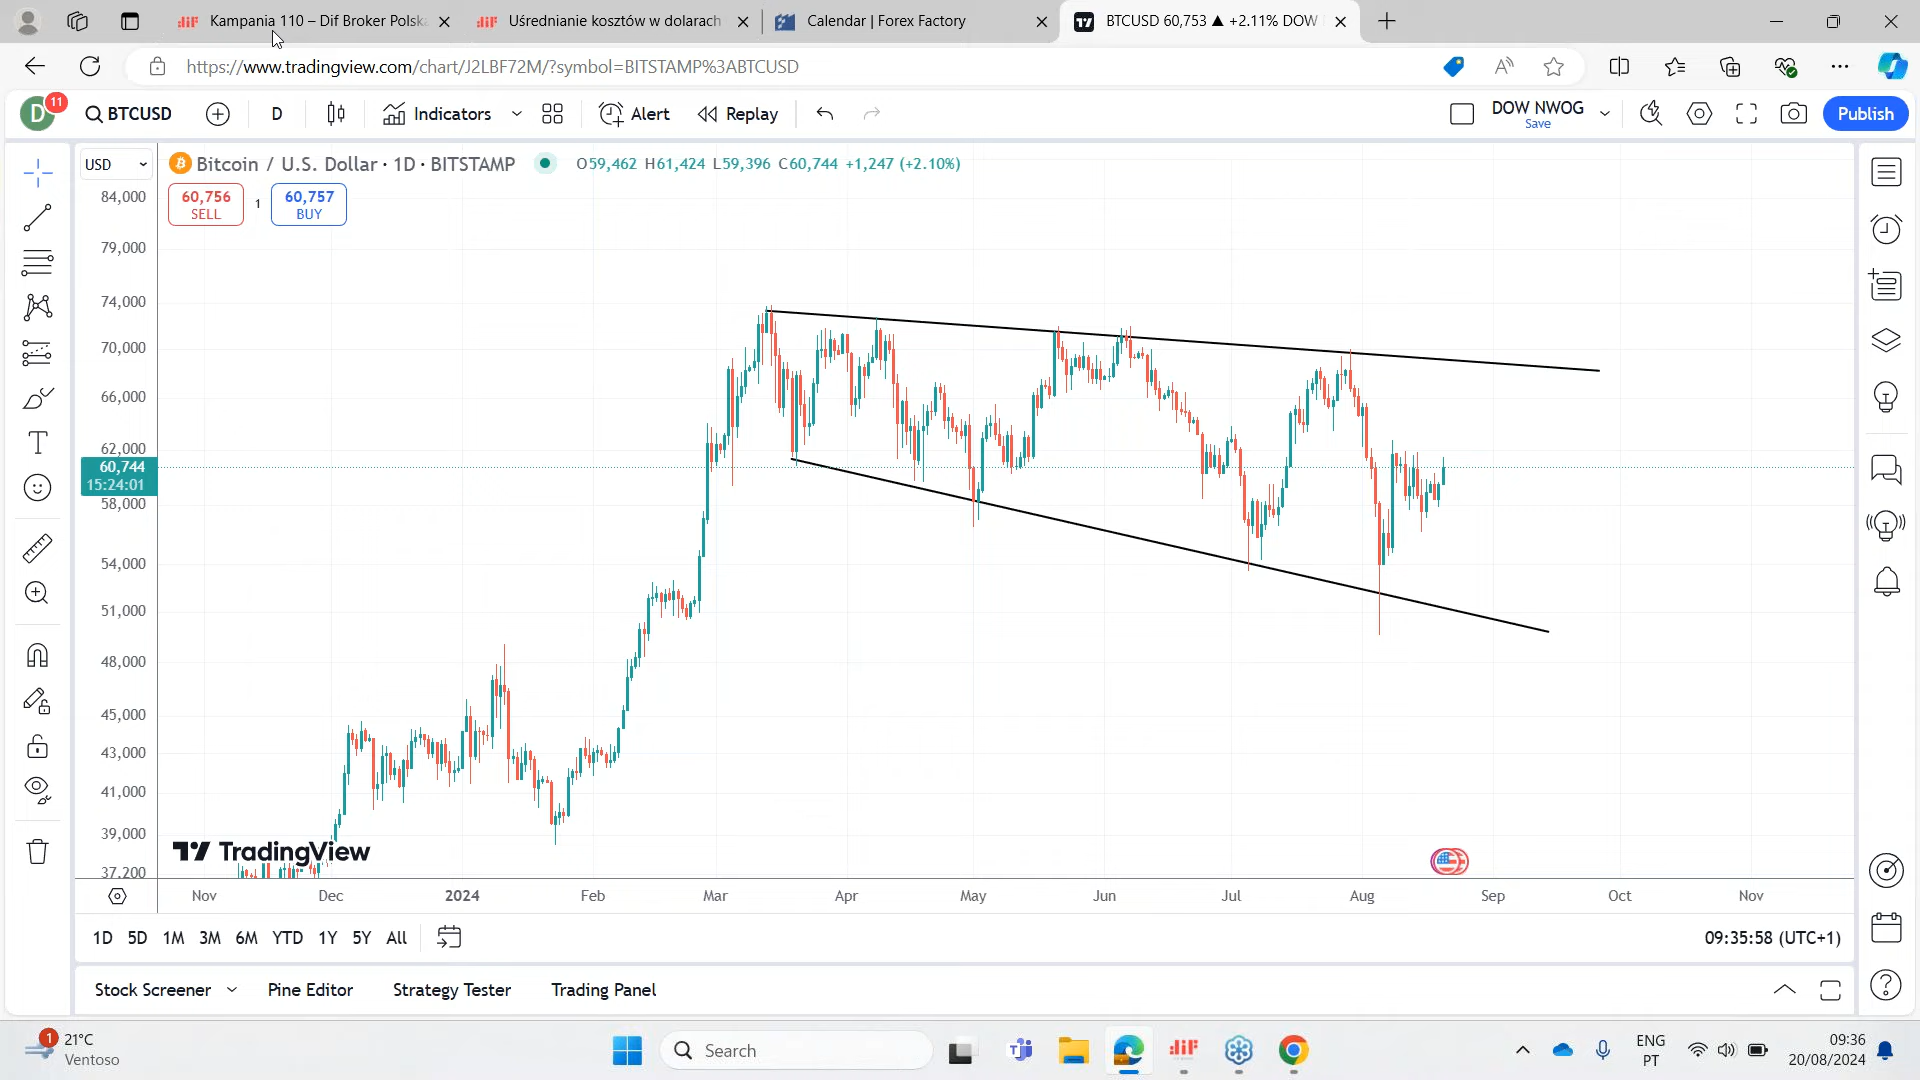 Kampania 110 – Dif Broker Polska
Uśrednianie kosztów w dolarach
Calendar | Forex Factory
BTCUSD 60,753 ▲ +2.11% DOW
https://www.tradingview.com/chart/J2LBF72M/?symbol=BITSTAMP%3ABTCUSD
D
11
BTCUSD
D
Indicators
Alert
Replay
DOW NWOG
Save
Publish
USD
Bitcoin / U.S. Dollar · 1D · BITSTAMP
O59,462 H61,424 L59,396 C60,744 +1,247 (+2.10%)
60,756
SELL
1
60,757
BUY
84,000
79,000
74,000
70,000
66,000
62,000
60,744
15:24:01
58,000
54,000
51,000
48,000
45,000
43,000
41,000
39,000
37,200
TradingView
Nov Dec 2024 Feb Mar Apr May Jun Jul Aug Sep Oct Nov
1D 5D 1M 3M 6M YTD 1Y 5Y All
09:35:58 (UTC+1)
Stock Screener
Pine Editor
Strategy Tester
Trading Panel
1
21°C
Ventoso
Search
ENG
PT
09:36
20/08/2024